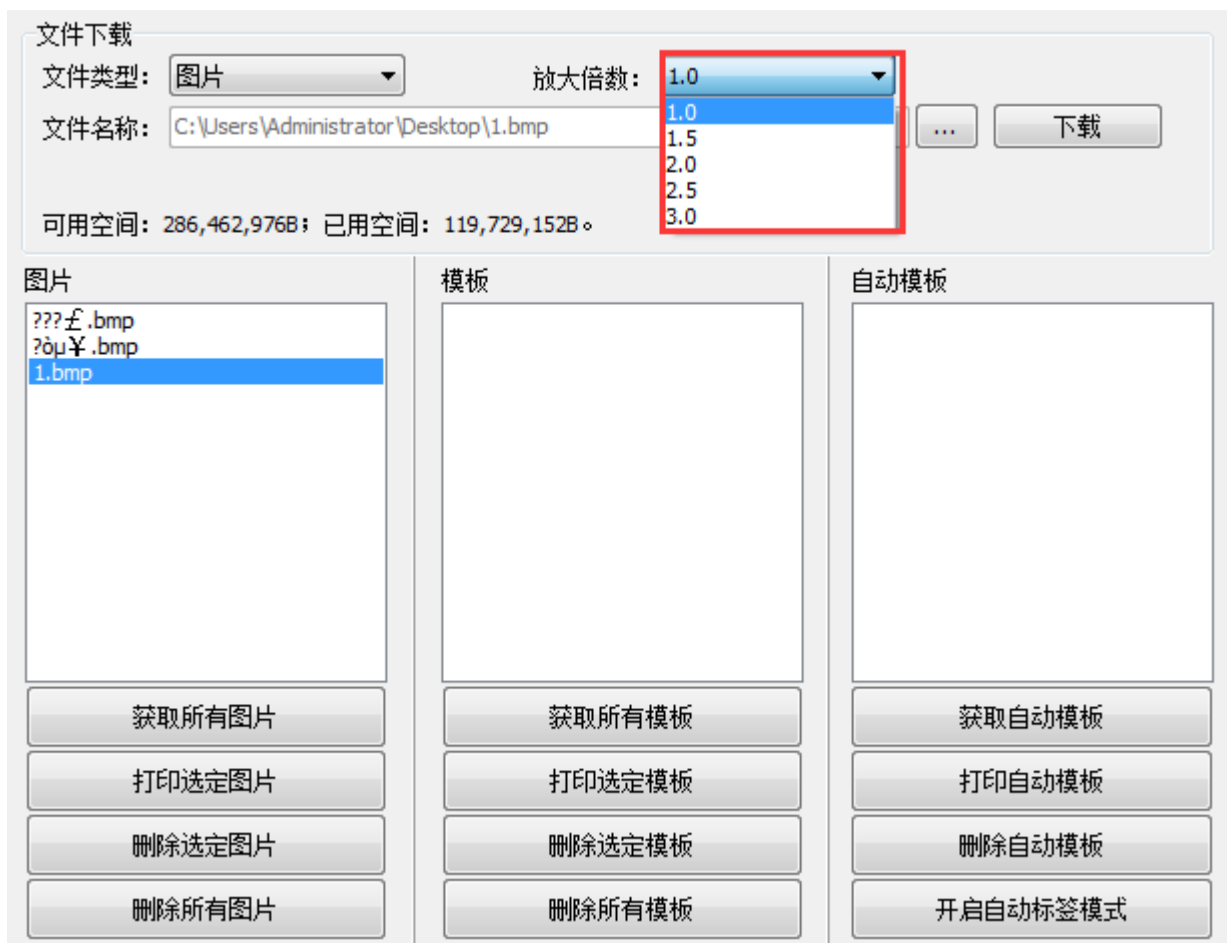 文件下载
文件类型： 图片 放大倍数： 1.0
1.0
文件名称： C:\Users\Administrator\Desktop\1.bmp ... 下载
1.5
2.0
2.5
3.0
可用空间：286,462,976B；已用空间：119,729,152B。
图片 模板 自动模板
???￡.bmp
?òµ¥.bmp
1.bmp
获取所有图片 获取所有模板 获取自动模板
打印选定图片 打印选定模板 打印自动模板
删除选定图片 删除选定模板 删除自动模板
删除所有图片 删除所有模板 开启自动标签模式